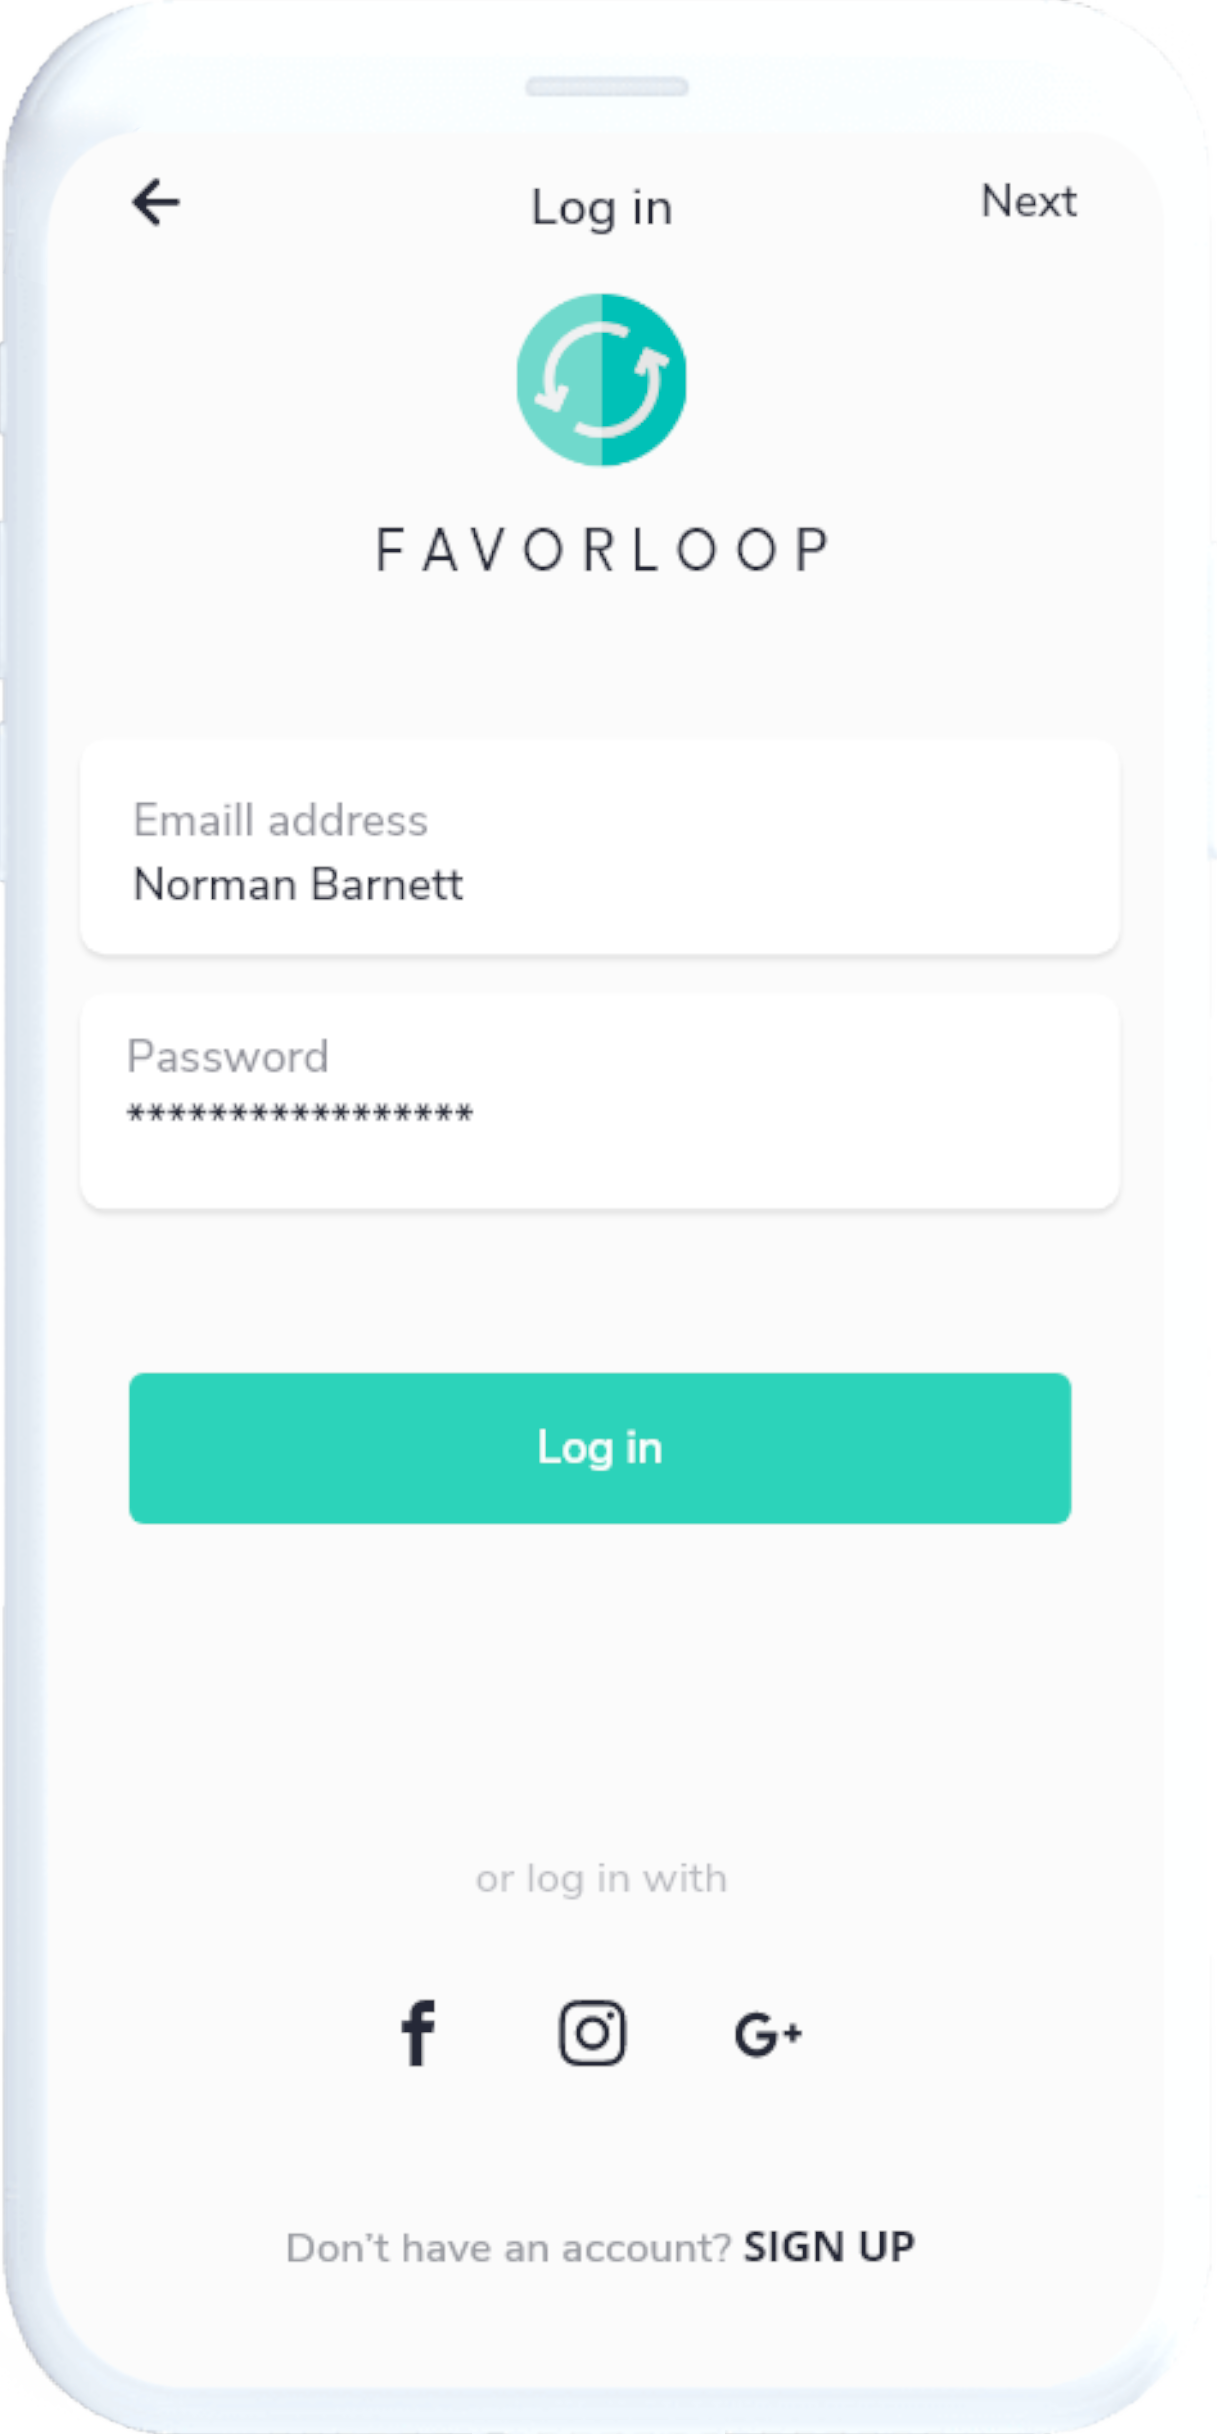 Log in
Next
FAVORLOOP
Emaill address
Norman Barnett
Password
*****************
Log in
or log in with
f
G+
Don't have an account? SIGN UP